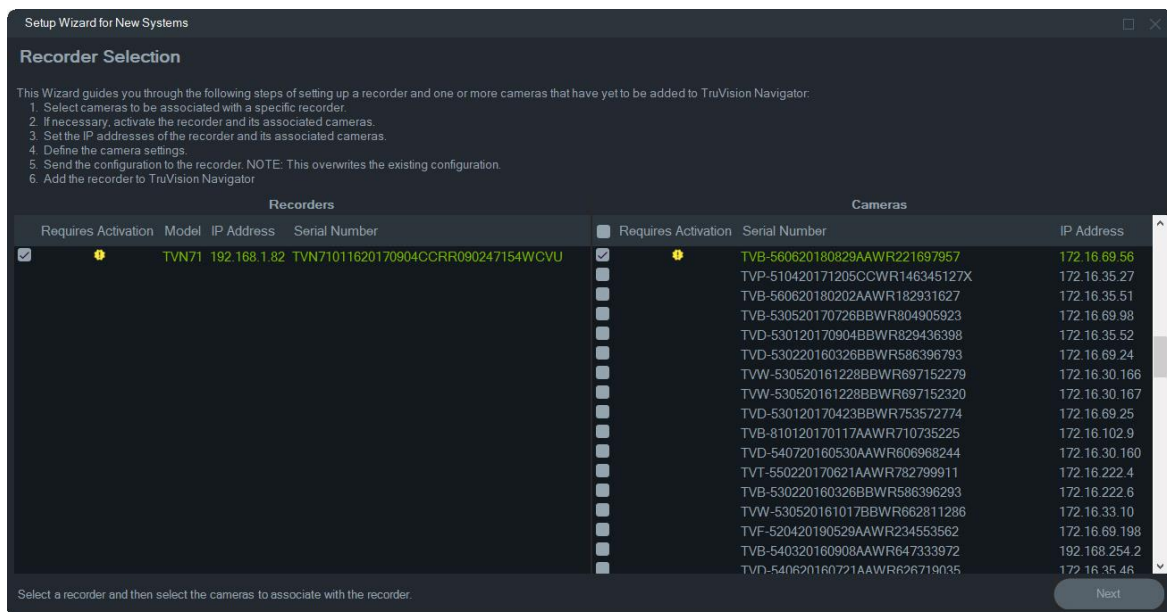 Setup Wizard for New Systems
Recorder Selection
This Wizard guides you through the following steps of setting up a recorder and one or more cameras that have yet to be added to TruVision Navigator:
1. Select cameras to be associated with a specific recorder.
2. If necessary, activate the recorder and its associated cameras.
3. Set the IP addresses of the recorder and its associated cameras.
4. Define the camera settings.
5. Send the configuration to the recorder. NOTE: This overwrites the existing configuration.
6. Add the recorder to TruVision Navigator
Recorders
Requires Activation Model IP Address Serial Number
TVN71 192.168.1.82 TVN71011620170904CCRR090247154WCVU
Cameras
Requires Activation Serial Number IP Address
TVB-560620180829AAWR221697957 172.16.69.56
TVP-510420171205CCWR146345127X 172.16.35.27
TVB-560620180202AAWR182931627 172.16.35.51
TVB-530520170726BBWR804905923 172.16.69.98
TVD-530120170904BBWR829436398 172.16.35.52
TVD-530220160326BBWR586396793 172.16.69.24
TVW-530520161228BBWR697152279 172.16.30.166
TVW-530520161228BBWR697152320 172.16.30.167
TVD-530120170423BBWR753572774 172.16.69.25
TVB-810120170117AAWR710735225 172.16.102.9
TVD-540720160530AAWR606968244 172.16.30.160
TVT-550220170621AAWR782799911 172.16.222.4
TVB-530220160326BBWR586396293 172.16.222.6
TVW-530520161017BBWR662811286 172.16.33.10
TVF-520420190529AAWR234553562 172.16.69.198
TVB-540320160908AAWR647333972 192.168.254.2
TVD-540620160721AAWR626719035 172.16.35.46
Select a recorder and then select the cameras to associate with the recorder.
Next